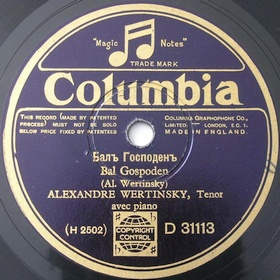 "Magic Notes"
TRADE MARK
Columbia
THIS RECORD (MADE BY PATENTED
PROCESS) MUST NOT BE SOLD
BELOW PRICE FIXED BY PATENTEES
COLUMBIA GRAPHOPHONE CO.,
LIMITED - LONDON, E.C.1.
MADE IN ENGLAND.
Балъ Господенъ
Bal Gospoden
(Al. Wertinsky)
ALEXANDRE WERTINSKY, Tenor
avec piano
(H 2502)
COPYRIGHT
CONTROL
D 31113